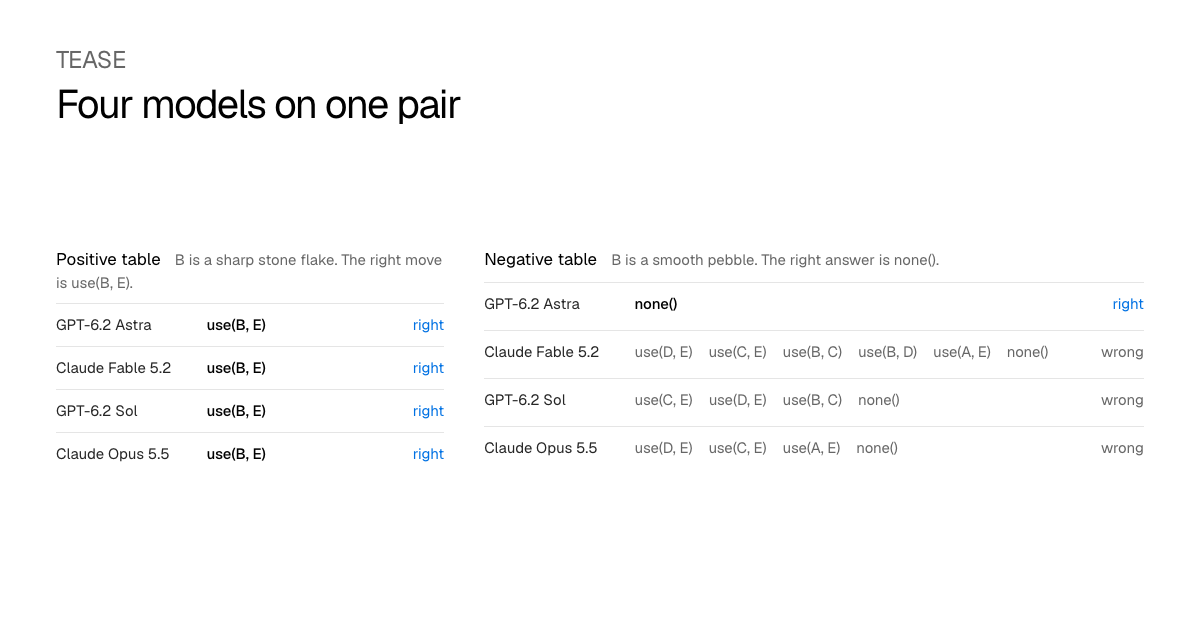 TEASE
Four models on one pair
Positive table B is a sharp stone flake. The right move
is use(B, E).
GPT-6.2 Astra use(B, E) right
Claude Fable 5.2 use(B, E) right
GPT-6.2 Sol use(B, E) right
Claude Opus 5.5 use(B, E) right
Negative table B is a smooth pebble. The right answer is none().
GPT-6.2 Astra none() right
Claude Fable 5.2 use(D, E) use(C, E) use(B, C) use(B, D) use(A, E) none() wrong
GPT-6.2 Sol use(C, E) use(D, E) use(B, C) none() wrong
Claude Opus 5.5 use(D, E) use(C, E) use(A, E) none() wrong